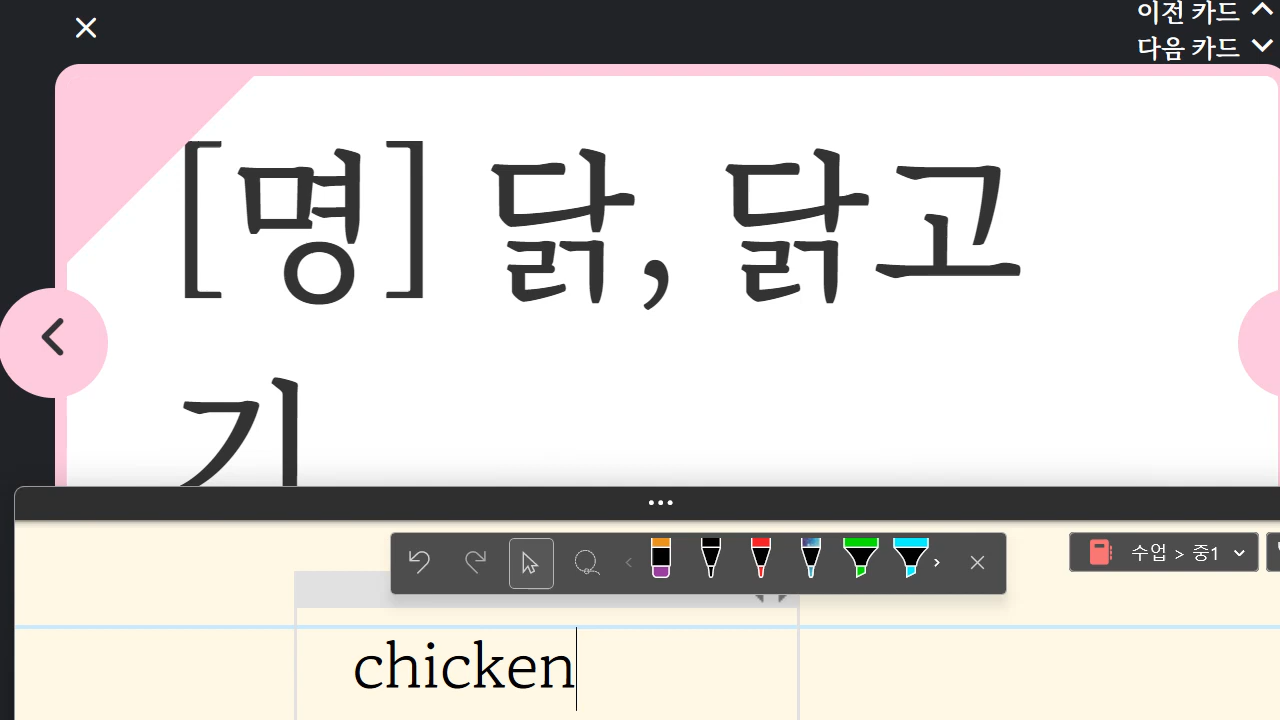 이전 카드
다음 카드
[명] 닭, 닭고
기
수업 > 중1
chicken